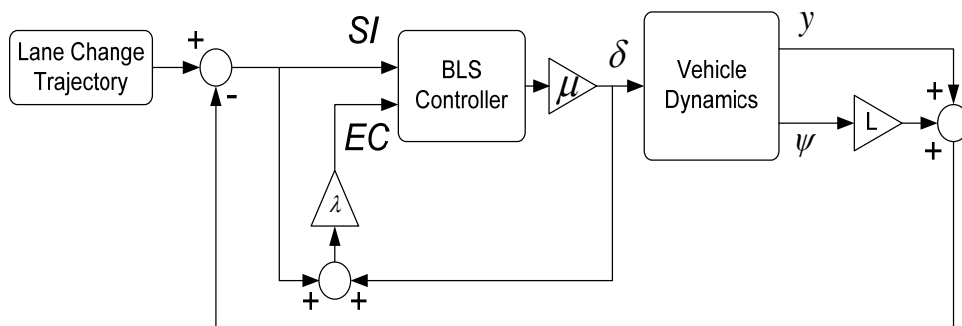 Lane Change
Trajectory
+
-
SI
EC
BLS
Controller
μ
δ
λ
+
+
Vehicle
Dynamics
y
ψ
L
+
+